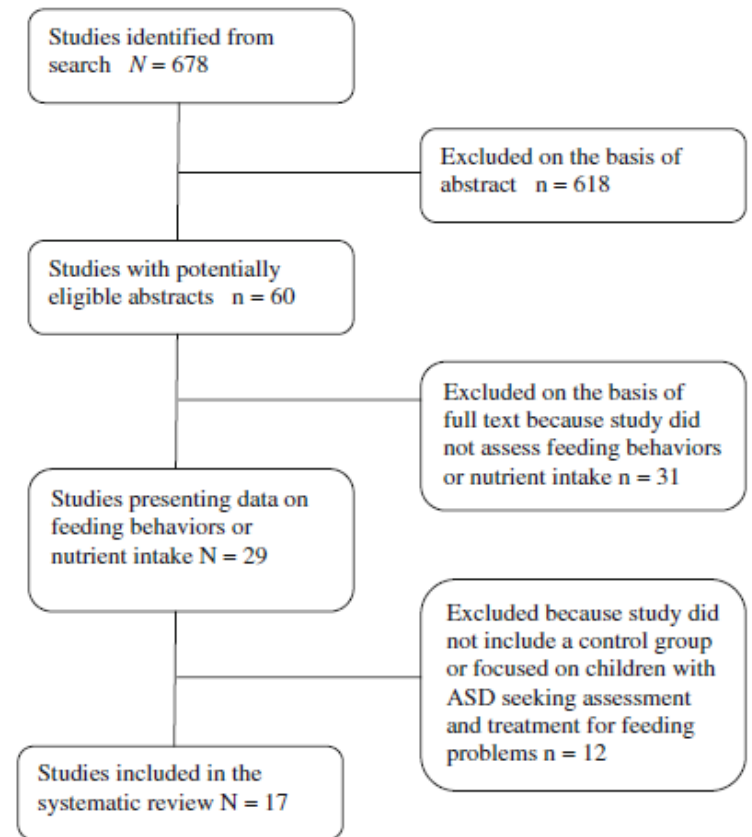 Studies identified from
search N = 678
Excluded on the basis of
abstract n = 618
Studies with potentially
eligible abstracts n = 60
Excluded on the basis of
full text because study did
not assess feeding behaviors
or nutrient intake n = 31
Studies presenting data on
feeding behaviors or
nutrient intake N = 29
Excluded because study did
not include a control group
or focused on children with
ASD seeking assessment
and treatment for feeding
problems n = 12
Studies included in the
systematic review N = 17